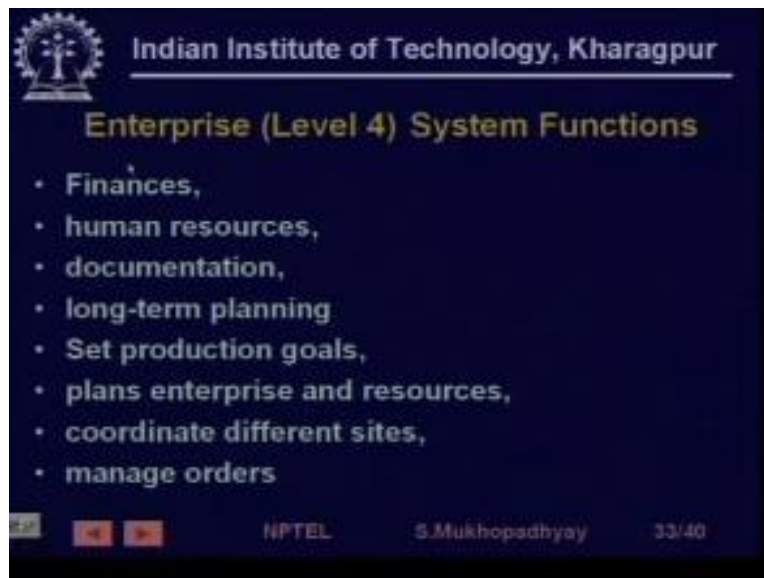 Indian Institute of Technology, Kharagpur
Enterprise (Level 4) System Functions
• Finances,
• human resources,
• documentation,
• long-term planning
• Set production goals,
• plans enterprise and resources,
• coordinate different sites,
• manage orders
NPTEL S.Mukhopadhyay 33/40